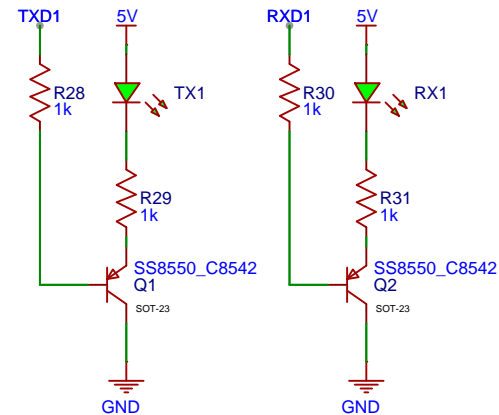 TXD1
5V
R28
1k
TX1
R29
1k
SS8550_C8542
Q1
SOT-23
GND
RXD1
5V
R30
1k
RX1
R31
1k
SS8550_C8542
Q2
SOT-23
GND